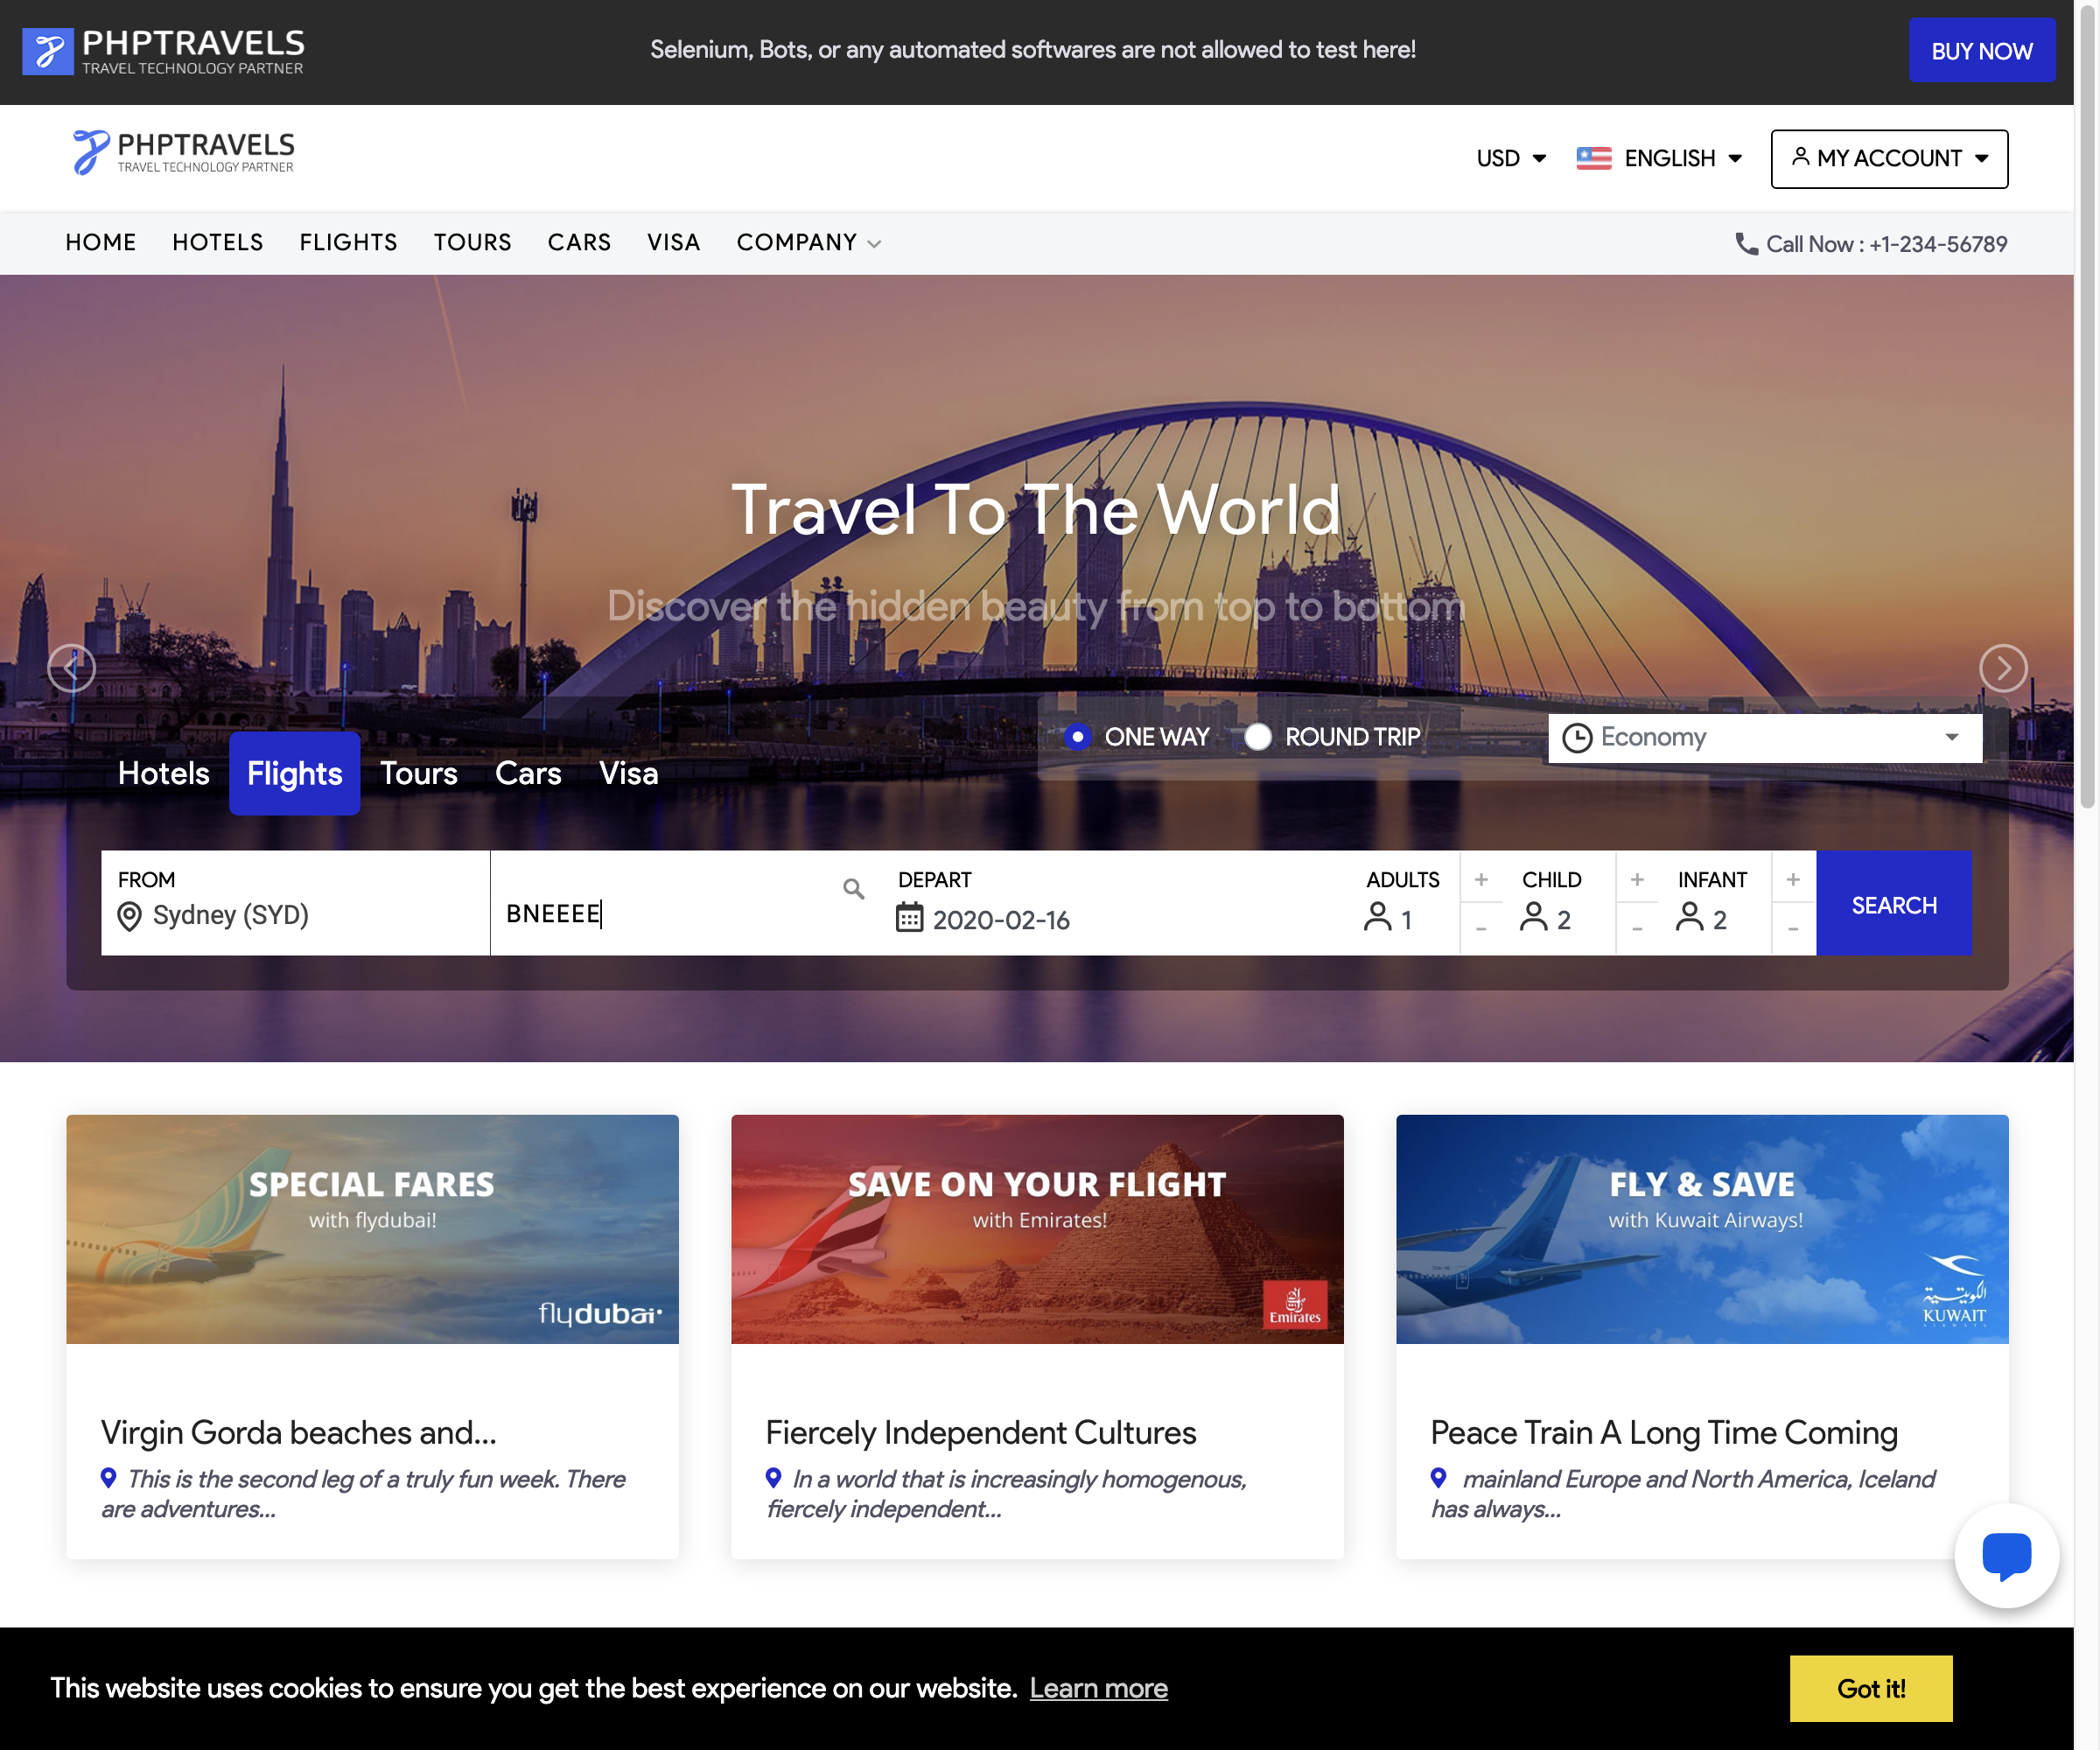 PHPTRAVELS
TRAVEL TECHNOLOGY PARTNER
Selenium, Bots, or any automated softwares are not allowed to test here!
BUY NOW
PHPTRAVELS
TRAVEL TECHNOLOGY PARTNER
USD
ENGLISH
MY ACCOUNT
HOME HOTELS FLIGHTS TOURS CARS VISA COMPANY
Call Now : +1-234-56789
Travel To The World
Discover the hidden beauty from top to bottom
ONE WAY
ROUND TRIP
Economy
Hotels Flights Tours Cars Visa
FROM
Sydney (SYD)
BNEEEE
DEPART
2020-02-16
ADULTS
1
+
-
CHILD
2
+
-
INFANT
2
+
-
SEARCH
SPECIAL FARES
with flydubai!
flydubai
Virgin Gorda beaches and...
This is the second leg of a truly fun week. There
are adventures...
SAVE ON YOUR FLIGHT
with Emirates!
Emirates
Fiercely Independent Cultures
In a world that is increasingly homogenous,
fiercely independent...
FLY & SAVE
with Kuwait Airways!
الكويتية
KUWAIT
AIRWAYS
Peace Train A Long Time Coming
mainland Europe and North America, Iceland
has always...
This website uses cookies to ensure you get the best experience on our website. Learn more
Got it!